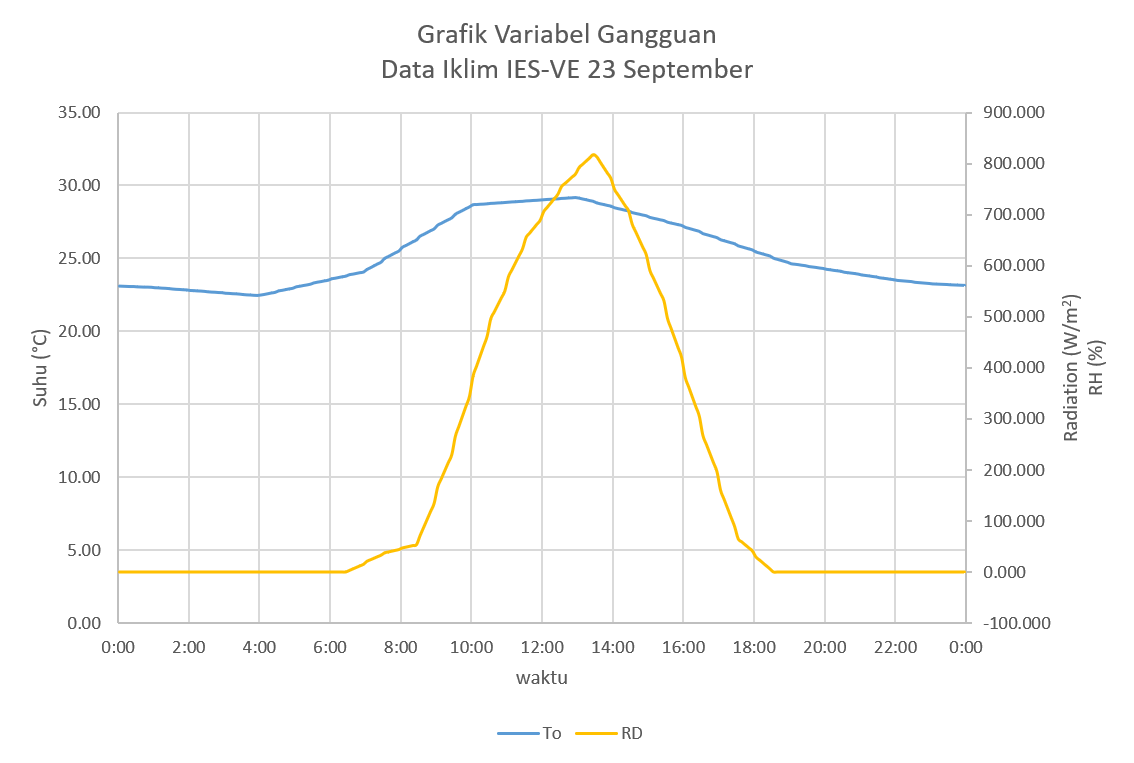 Grafik Variabel Gangguan
Data Iklim IES-VE 23 September
35.00
30.00
25.00
20.00
15.00
10.00
5.00
0.00
Suhu (°C)
900.000
800.000
700.000
600.000
500.000
400.000
300.000
200.000
100.000
0.000
-100.000
Radiation (W/m²)
RH (%)
0:00 2:00 4:00 6:00 8:00 10:00 12:00 14:00 16:00 18:00 20:00 22:00 0:00
waktu
To RD